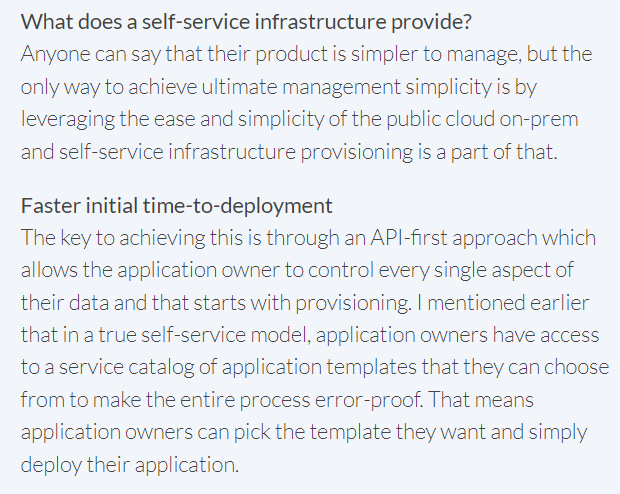 What does a self-service infrastructure provide?
Anyone can say that their product is simpler to manage, but the
only way to achieve ultimate management simplicity is by
leveraging the ease and simplicity of the public cloud on-prem
and self-service infrastructure provisioning is a part of that.
Faster initial time-to-deployment
The key to achieving this is through an API-first approach which
allows the application owner to control every single aspect of
their data and that starts with provisioning. I mentioned earlier
that in a true self-service model, application owners have access
to a service catalog of application templates that they can choose
from to make the entire process error-proof. That means
application owners can pick the template they want and simply
deploy their application.